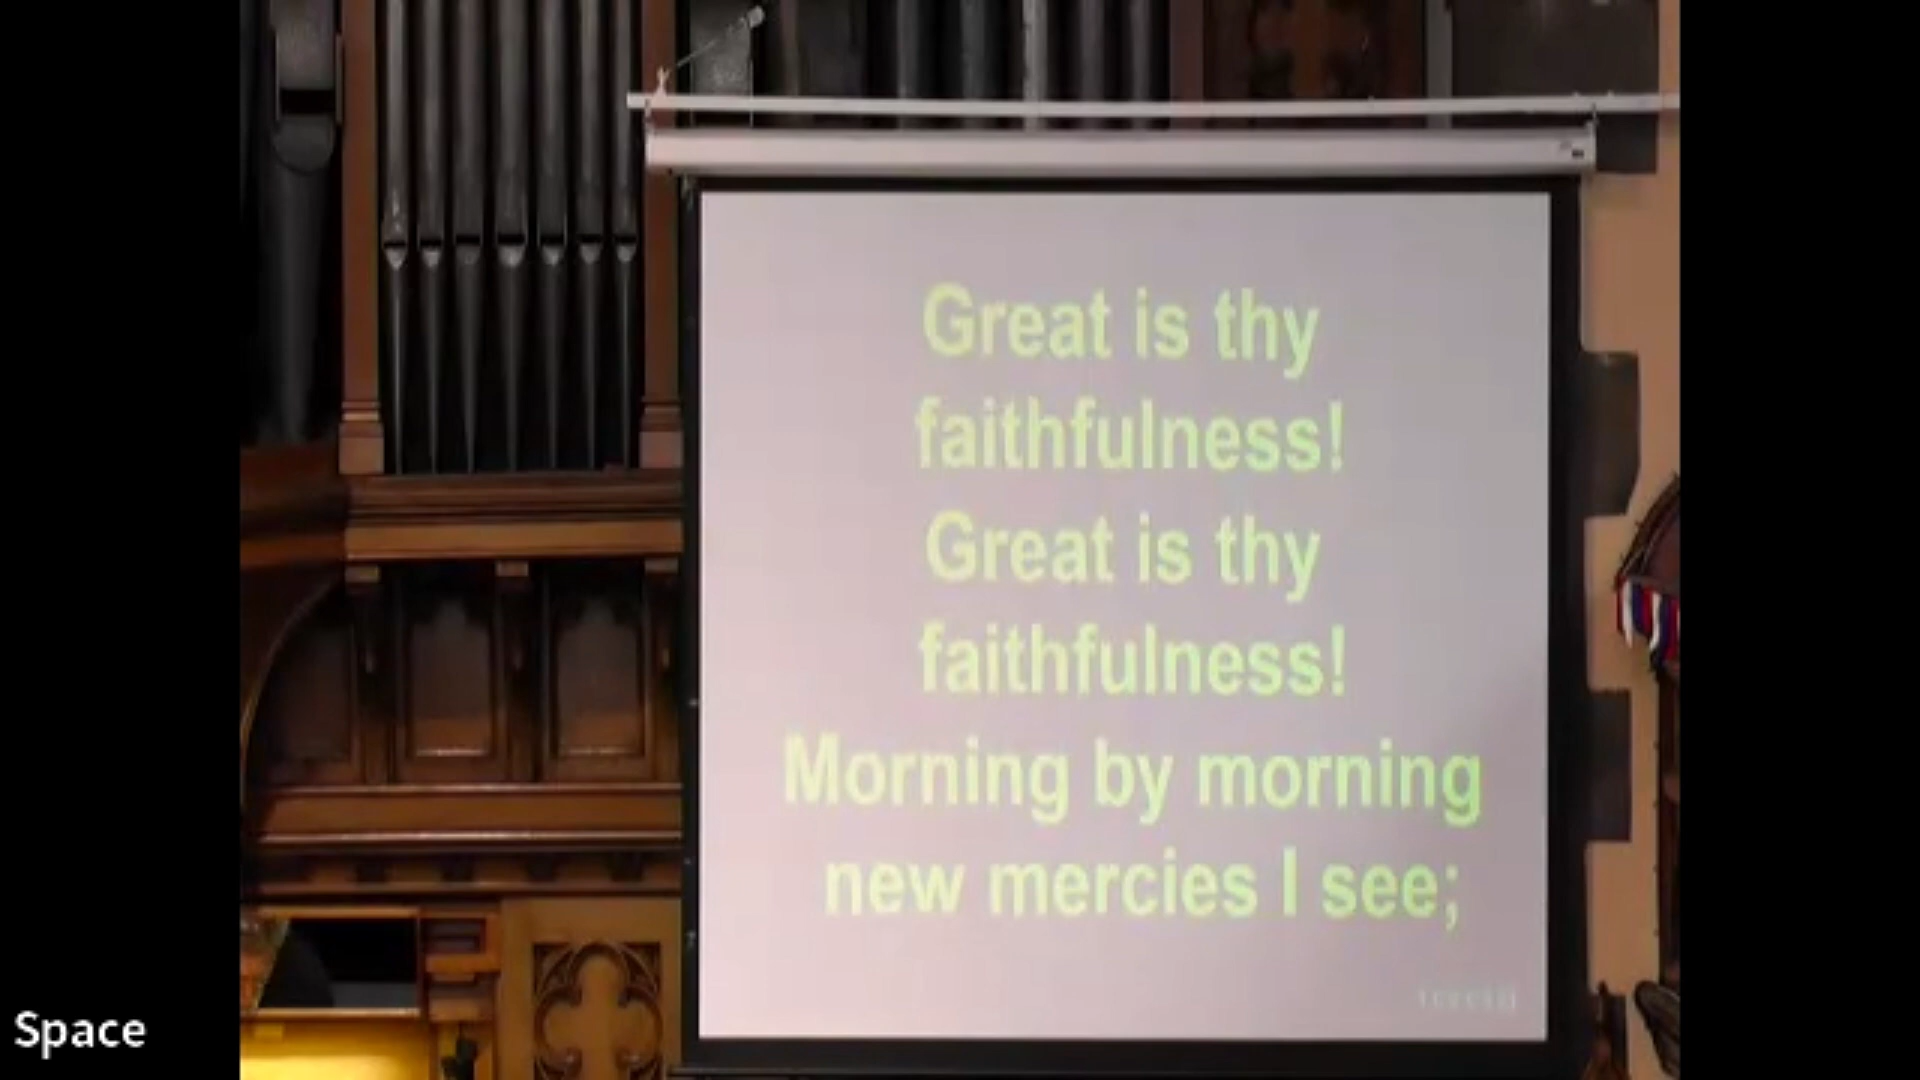 Great is thy
faithfulness!
Great is thy
faithfulness!
Morning by morning
new mercies I see;
Space